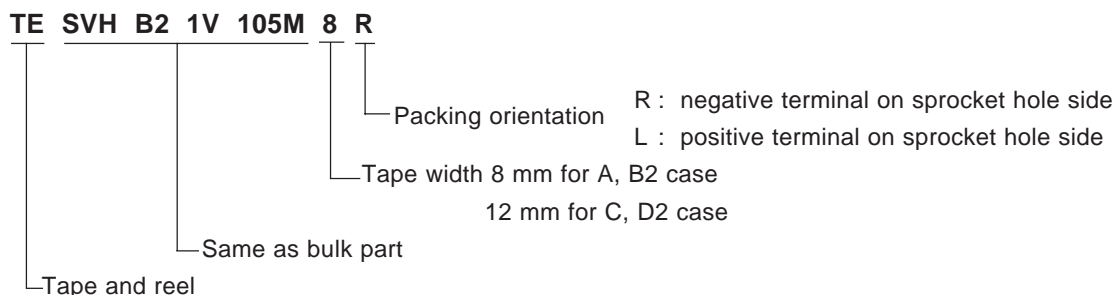 TE SVH B2 1V 105M 8 R
Packing orientation
R : negative terminal on sprocket hole side
L : positive terminal on sprocket hole side
Tape width 8 mm for A, B2 case
12 mm for C, D2 case
Same as bulk part
Tape and reel